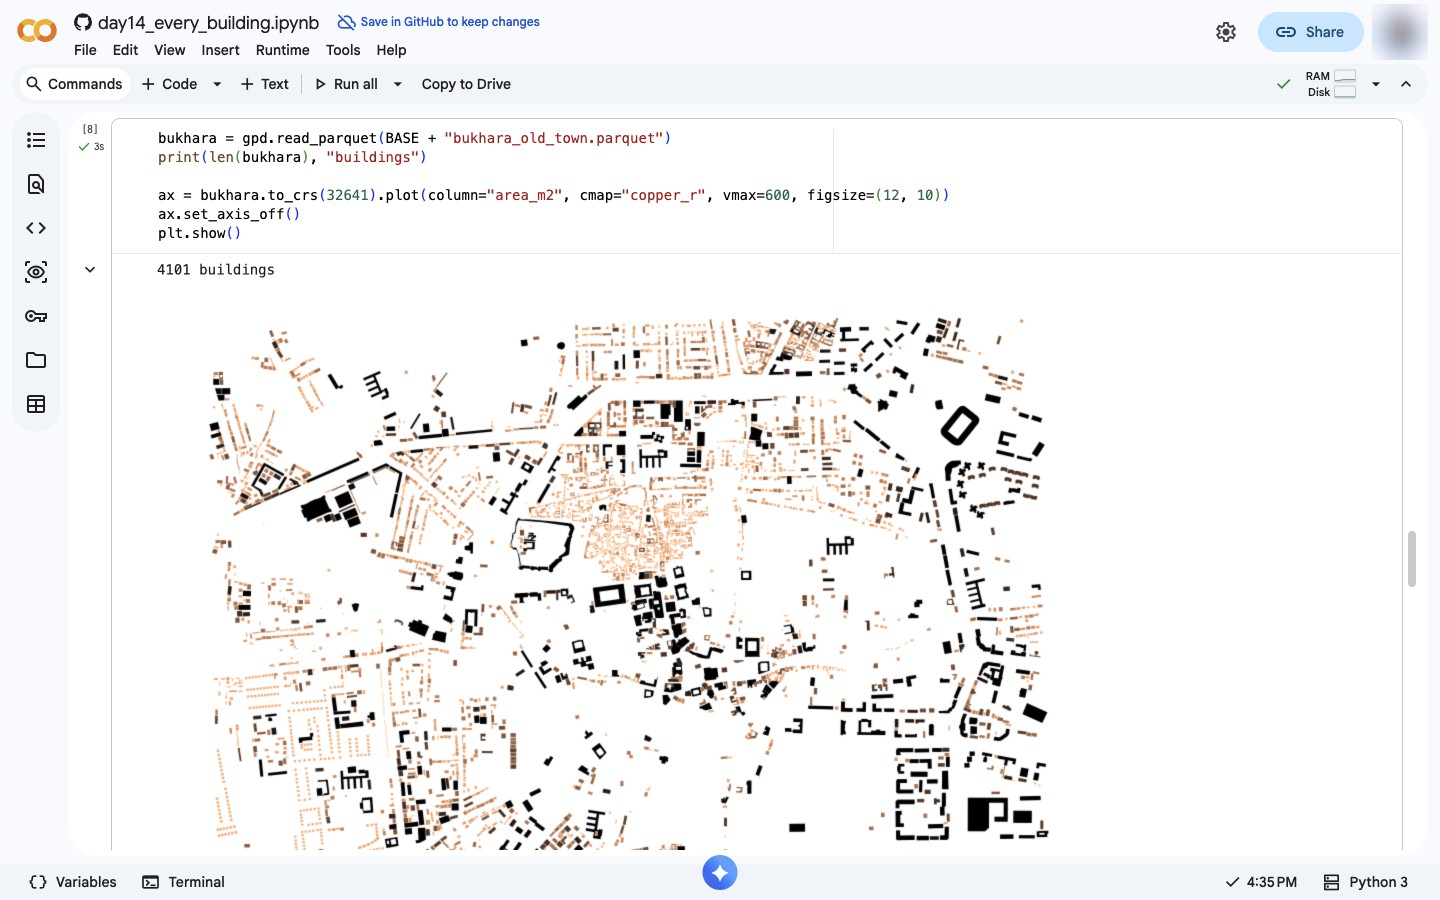 day14_every_building.ipynb
Save in GitHub to keep changes
Share
File Edit View Insert Runtime Tools Help
Commands + Code + Text Run all Copy to Drive
RAM
Disk
[8]
3s
bukhara = gpd.read_parquet(BASE + "bukhara_old_town.parquet")
print(len(bukhara), "buildings")
ax = bukhara.to_crs(32641).plot(column="area_m2", cmap="copper_r", vmax=600, figsize=(12, 10))
ax.set_axis_off()
plt.show()
4101 buildings
Variables Terminal
4:35 PM Python 3